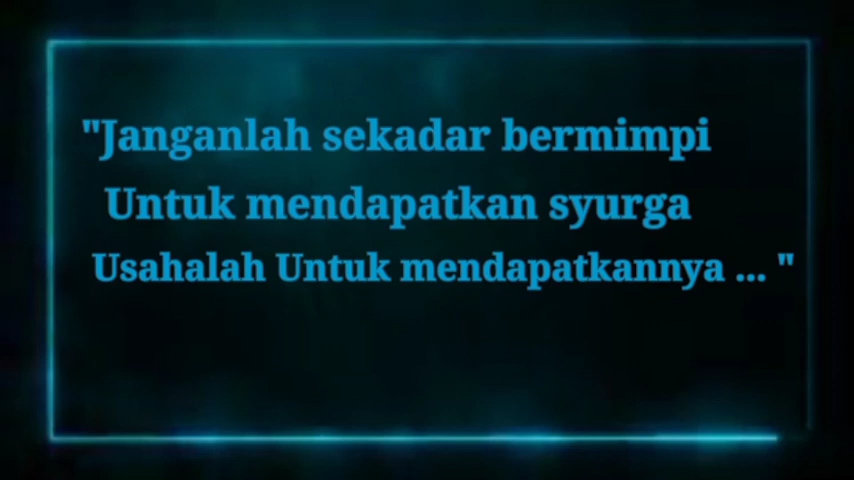 "Janganlah sekadar bermimpi
Untuk mendapatkan syurga
Usahalah Untuk mendapatkannya ... "